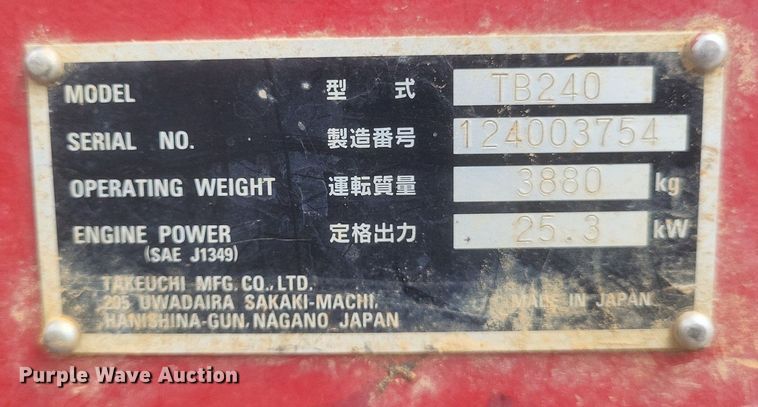 MODEL 型 式 TB240
SERIAL NO. 製造番号 124003754
OPERATING WEIGHT 運転質量 3880 kg
ENGINE POWER 定格出力 25.3 kW
(SAE J1349)
TAKEUCHI MFG. CO., LTD.
205 UWADAIRA SAKAKI-MACHI, MADE IN JAPAN
HANISHINA-GUN, NAGANO JAPAN
Purple Wave Auction